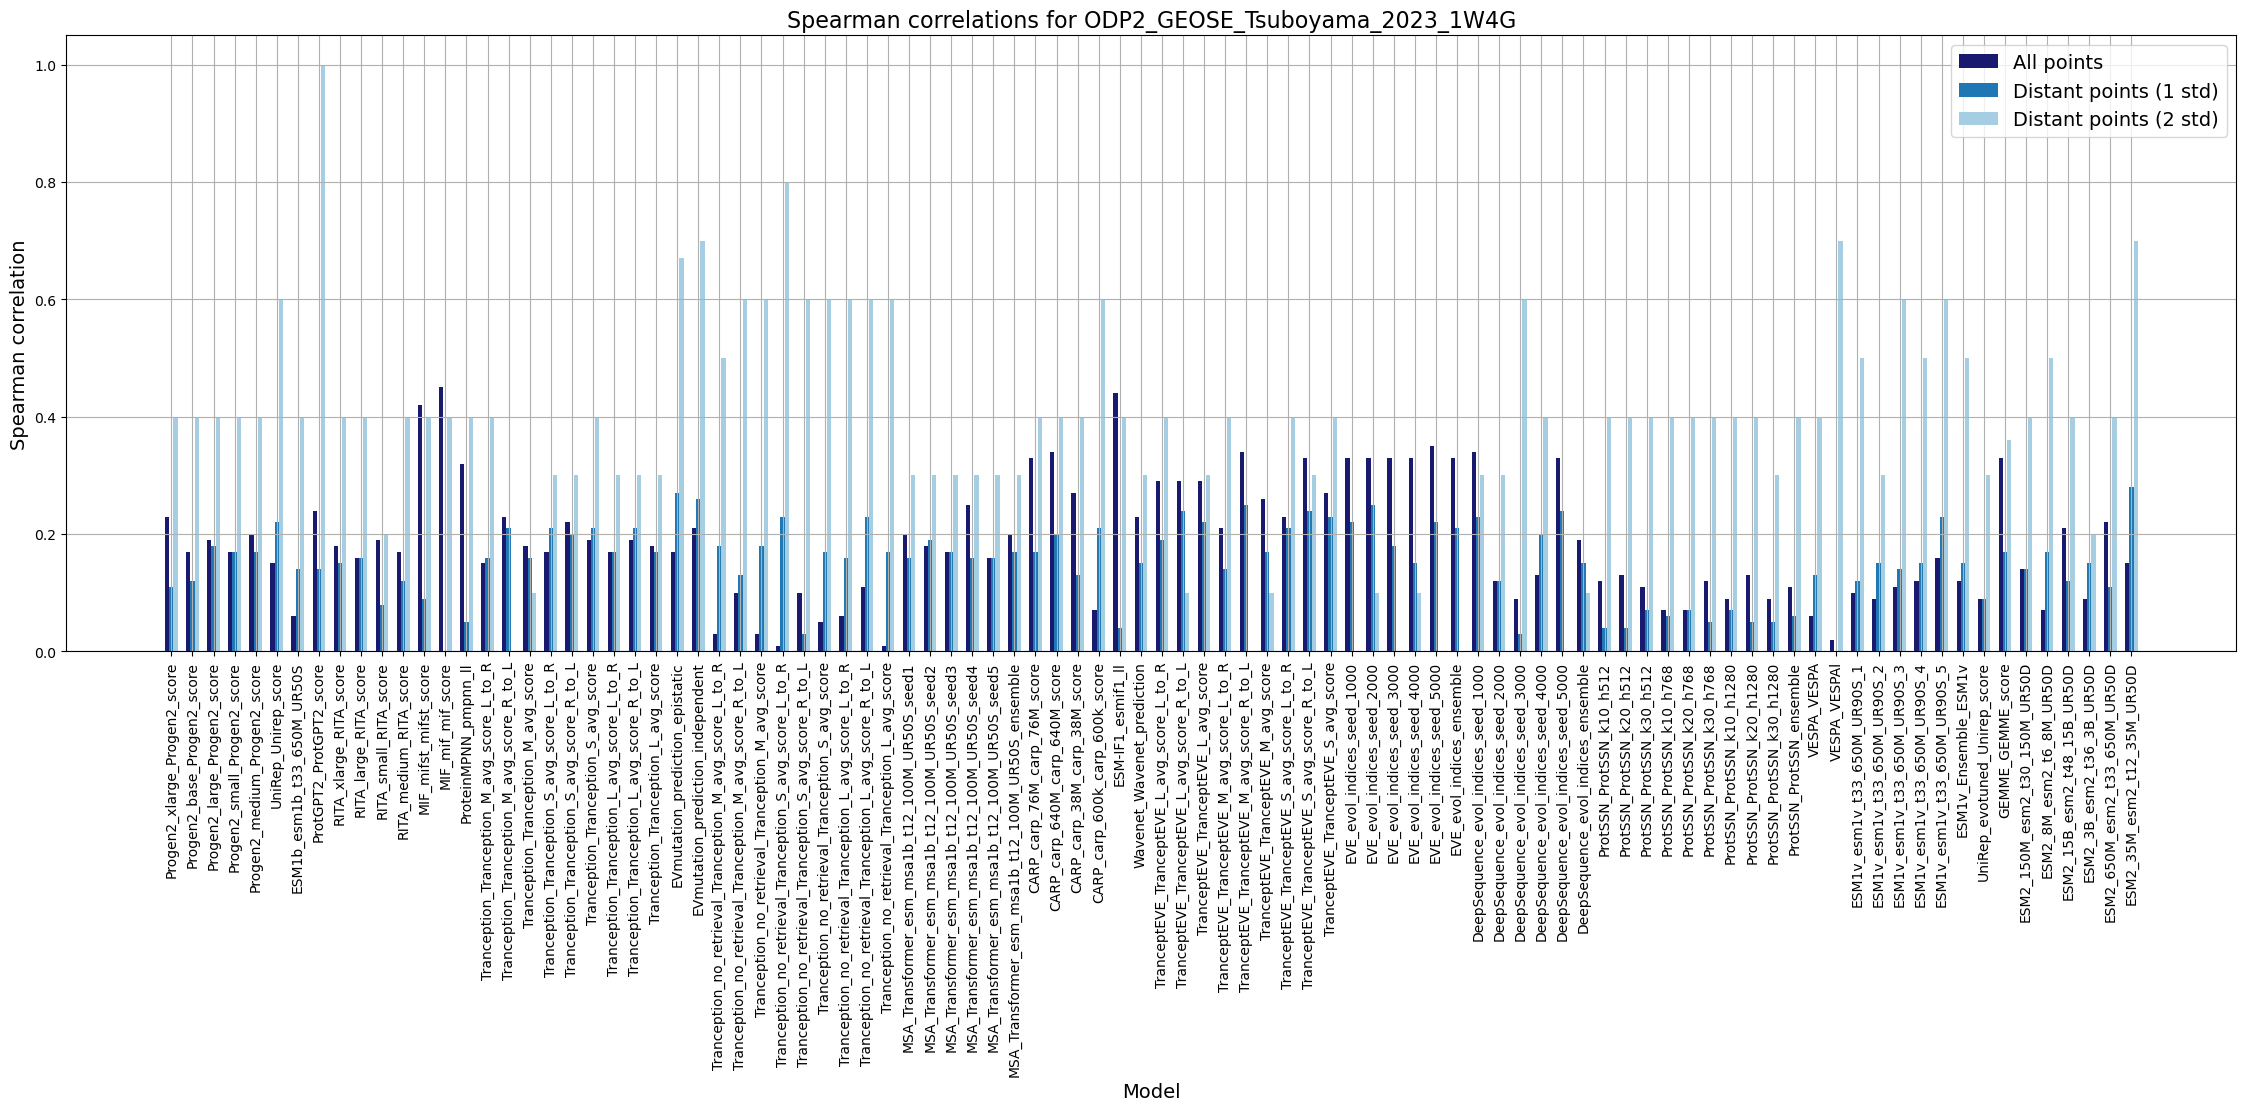 Spearman correlations for ODP2_GEOSE_Tsuboyama_2023_1W4G
All points
Distant points (1 std)
Distant points (2 std)
Spearman correlation
1.0
0.8
0.6
0.4
0.2
0.0
Progen2_xlarge_Progen2_score
Progen2_base_Progen2_score
Progen2_large_Progen2_score
Progen2_small_Progen2_score
Progen2_medium_Progen2_score
UniRep_Unirep_score
ESM1b_esm1b_t33_650M_UR50S
ProtGPT2_ProtGPT2_score
RITA_xlarge_RITA_score
RITA_large_RITA_score
RITA_small_RITA_score
RITA_medium_RITA_score
MIF_mifst_mifst_score
MIF_mif_mif_score
ProteinMPNN_pmpnn_ll
Tranception_Tranception_M_avg_score_L_to_R
Tranception_Tranception_M_avg_score_R_to_L
Tranception_Tranception_M_avg_score
Tranception_Tranception_S_avg_score_L_to_R
Tranception_Tranception_S_avg_score_R_to_L
Tranception_Tranception_S_avg_score
Tranception_Tranception_L_avg_score_L_to_R
Tranception_Tranception_L_avg_score_R_to_L
Tranception_Tranception_L_avg_score
EVmutation_prediction_epistatic
EVmutation_prediction_independent
Tranception_no_retrieval_Tranception_M_avg_score_L_to_R
Tranception_no_retrieval_Tranception_M_avg_score_R_to_L
Tranception_no_retrieval_Tranception_M_avg_score
Tranception_no_retrieval_Tranception_S_avg_score_L_to_R
Tranception_no_retrieval_Tranception_S_avg_score_R_to_L
Tranception_no_retrieval_Tranception_S_avg_score
Tranception_no_retrieval_Tranception_L_avg_score_L_to_R
Tranception_no_retrieval_Tranception_L_avg_score_R_to_L
Tranception_no_retrieval_Tranception_L_avg_score
MSA_Transformer_esm_msa1b_t12_100M_UR50S_seed1
MSA_Transformer_esm_msa1b_t12_100M_UR50S_seed2
MSA_Transformer_esm_msa1b_t12_100M_UR50S_seed3
MSA_Transformer_esm_msa1b_t12_100M_UR50S_seed4
MSA_Transformer_esm_msa1b_t12_100M_UR50S_seed5
MSA_Transformer_esm_msa1b_t12_100M_UR50S_ensemble
CARP_carp_76M_carp_76M_score
CARP_carp_640M_carp_640M_score
CARP_carp_38M_carp_38M_score
CARP_carp_600k_carp_600k_score
ESM-IF1_esmif1_ll
Wavenet_Wavenet_prediction
TranceptEVE_TranceptEVE_L_avg_score_L_to_R
TranceptEVE_TranceptEVE_L_avg_score_R_to_L
TranceptEVE_TranceptEVE_L_avg_score
TranceptEVE_TranceptEVE_M_avg_score_L_to_R
TranceptEVE_TranceptEVE_M_avg_score_R_to_L
TranceptEVE_TranceptEVE_M_avg_score
TranceptEVE_TranceptEVE_S_avg_score_L_to_R
TranceptEVE_TranceptEVE_S_avg_score_R_to_L
TranceptEVE_TranceptEVE_S_avg_score
EVE_evol_indices_seed_1000
EVE_evol_indices_seed_2000
EVE_evol_indices_seed_3000
EVE_evol_indices_seed_4000
EVE_evol_indices_seed_5000
EVE_evol_indices_ensemble
DeepSequence_evol_indices_seed_1000
DeepSequence_evol_indices_seed_2000
DeepSequence_evol_indices_seed_3000
DeepSequence_evol_indices_seed_4000
DeepSequence_evol_indices_seed_5000
DeepSequence_evol_indices_ensemble
ProtSSN_ProtSSN_k10_h512
ProtSSN_ProtSSN_k20_h512
ProtSSN_ProtSSN_k30_h512
ProtSSN_ProtSSN_k10_h768
ProtSSN_ProtSSN_k20_h768
ProtSSN_ProtSSN_k30_h768
ProtSSN_ProtSSN_k10_h1280
ProtSSN_ProtSSN_k20_h1280
ProtSSN_ProtSSN_k30_h1280
ProtSSN_ProtSSN_ensemble
VESPA_VESPA
VESPA_VESPAl
ESM1v_esm1v_t33_650M_UR90S_1
ESM1v_esm1v_t33_650M_UR90S_2
ESM1v_esm1v_t33_650M_UR90S_3
ESM1v_esm1v_t33_650M_UR90S_4
ESM1v_esm1v_t33_650M_UR90S_5
ESM1v_Ensemble_ESM1v
UniRep_evotuned_Unirep_score
GEMME_GEMME_score
ESM2_150M_esm2_t30_150M_UR50D
ESM2_8M_esm2_t6_8M_UR50D
ESM2_15B_esm2_t48_15B_UR50D
ESM2_3B_esm2_t36_3B_UR50D
ESM2_650M_esm2_t33_650M_UR50D
ESM2_35M_esm2_t12_35M_UR50D
Model